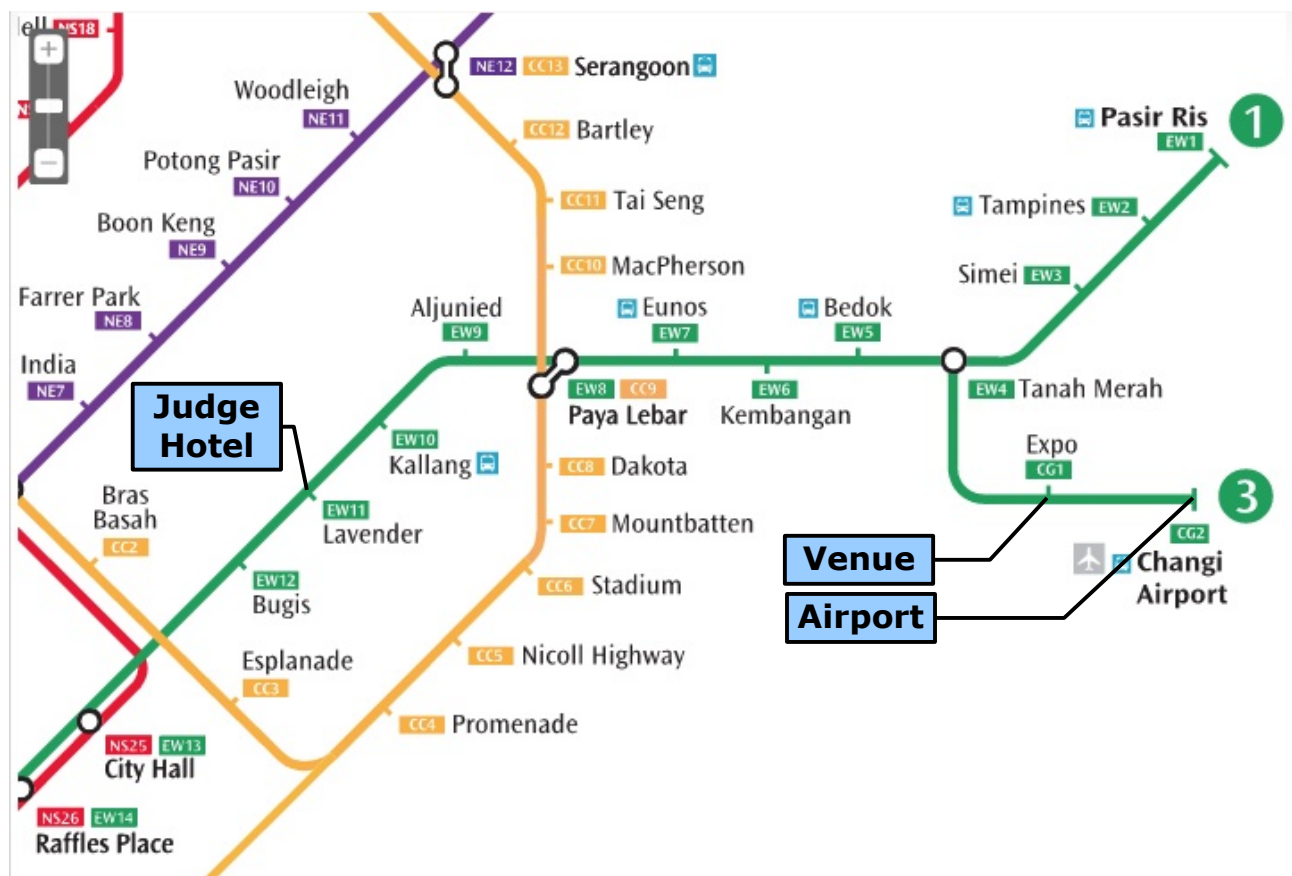 ell NS18
+
−
NE12 CC13 Serangoon
Woodleigh
NE11
CC12 Bartley
Pasir Ris
EW1
1
Potong Pasir
NE10
CC11 Tai Seng
Tampines EW2
Boon Keng
NE9
CC10 MacPherson
Simei EW3
Farrer Park
NE8
Aljunied
EW9
Eunos
EW7
Bedok
EW5
India
NE7
EW8 CC9
Paya Lebar
EW6
Kembangan
EW4 Tanah Merah
Judge
Hotel
EW10
Kallang
CC8 Dakota
Expo
CG1
Bras
Basah
CC2
EW11
Lavender
CC7 Mountbatten
3
CG2
Changi
Airport
Venue
Airport
EW12
Bugis
CC6 Stadium
Esplanade
CC3
CC5 Nicoll Highway
CC4 Promenade
NS25 EW13
City Hall
NS26 EW14
Raffles Place